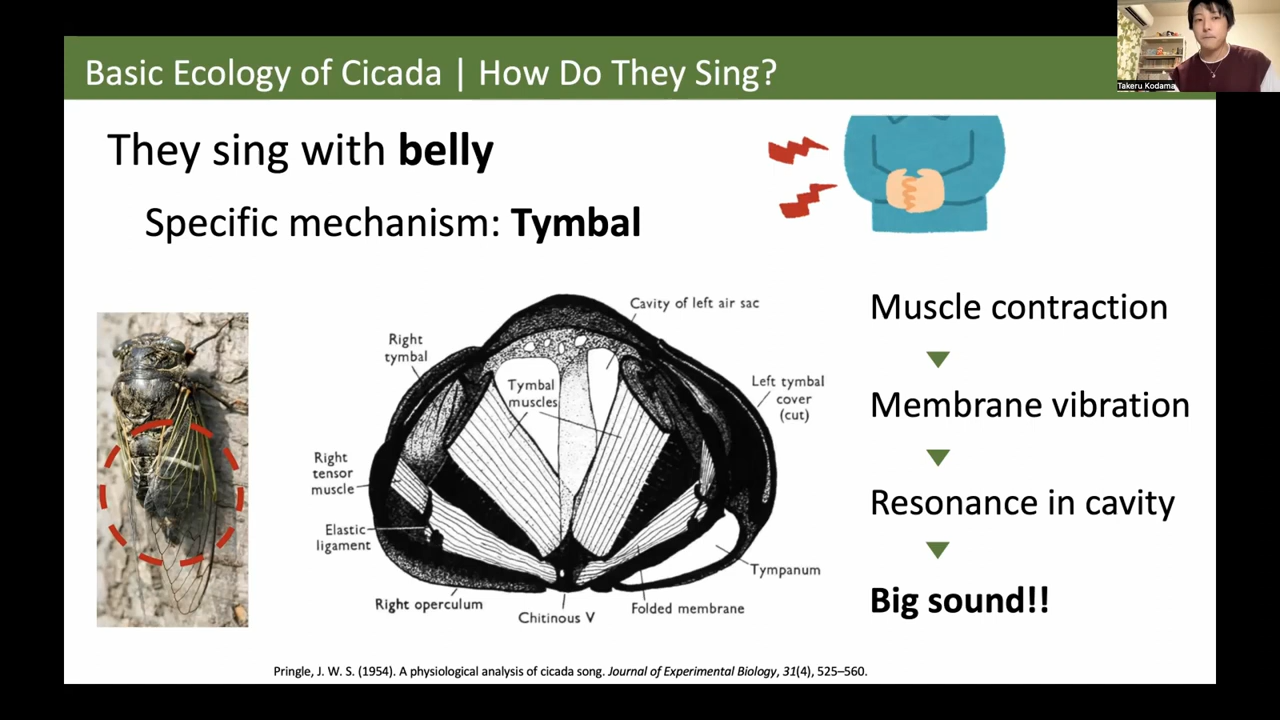 Basic Ecology of Cicada | How Do They Sing?
Takeru Kodama
They sing with belly
Specific mechanism: Tymbal
Cavity of left air sac
Right
tymbal
Tymbal
muscles
Left tymbal
cover
(cut)
Right
tensor
muscle
Elastic
ligament
Tympanum
Right operculum
Folded membrane
Chitinous V
Muscle contraction
Membrane vibration
Resonance in cavity
Big sound!!
Pringle, J. W. S. (1954). A physiological analysis of cicada song. Journal of Experimental Biology, 31(4), 525–560.